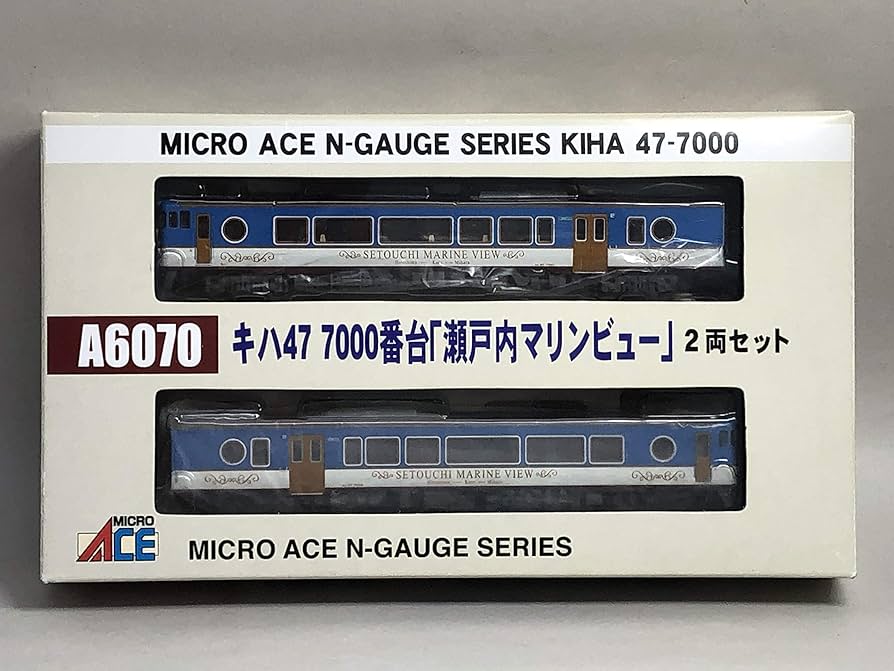 MICRO ACE N-GAUGE SERIES KIHA 47-7000
SETOUCHI MARINE VIEW
A6070
キハ47 7000番台「瀬戸内マリンビュー」2両セット
SETOUCHI MARINE VIEW
MICRO
ACE
MICRO ACE N-GAUGE SERIES